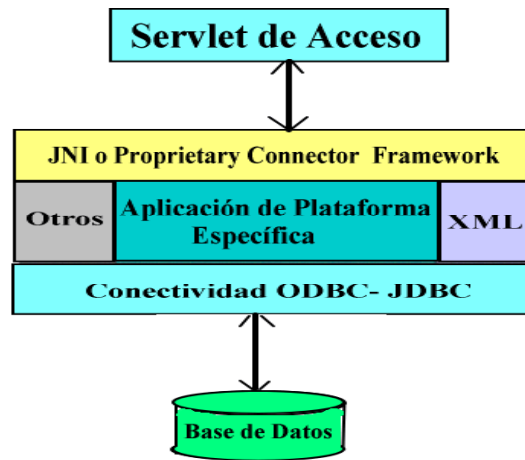 Servlet de Acceso
JNI o Proprietary Connector Framework
Otros
Aplicación de Plataforma
Específica
XML
Conectividad ODBC- JDBC
Base de Datos